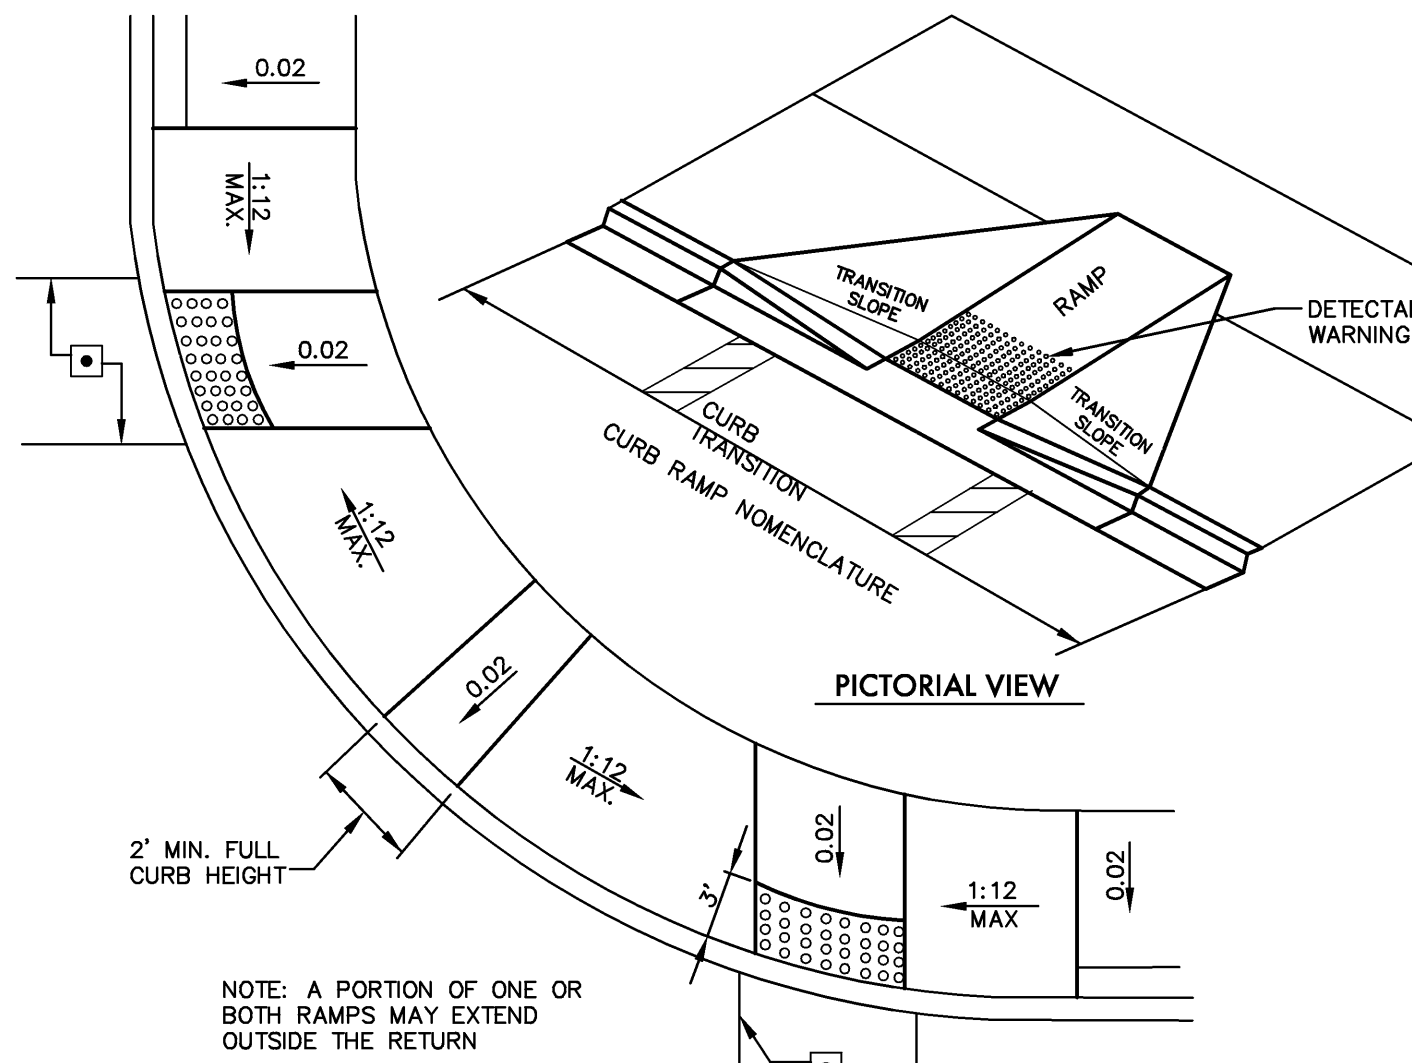 0.02
1:12
MAX.
0.02
1:12
MAX.
0.02
1:12
MAX.
0.02
3'
1:12
MAX
0.02
2' MIN. FULL
CURB HEIGHT
NOTE: A PORTION OF ONE OR
BOTH RAMPS MAY EXTEND
OUTSIDE THE RETURN
TRANSITION
SLOPE
RAMP
DETECTA
WARNING
TRANSITION
SLOPE
CURB
TRANSITION
CURB RAMP NOMENCLATURE
PICTORIAL VIEW